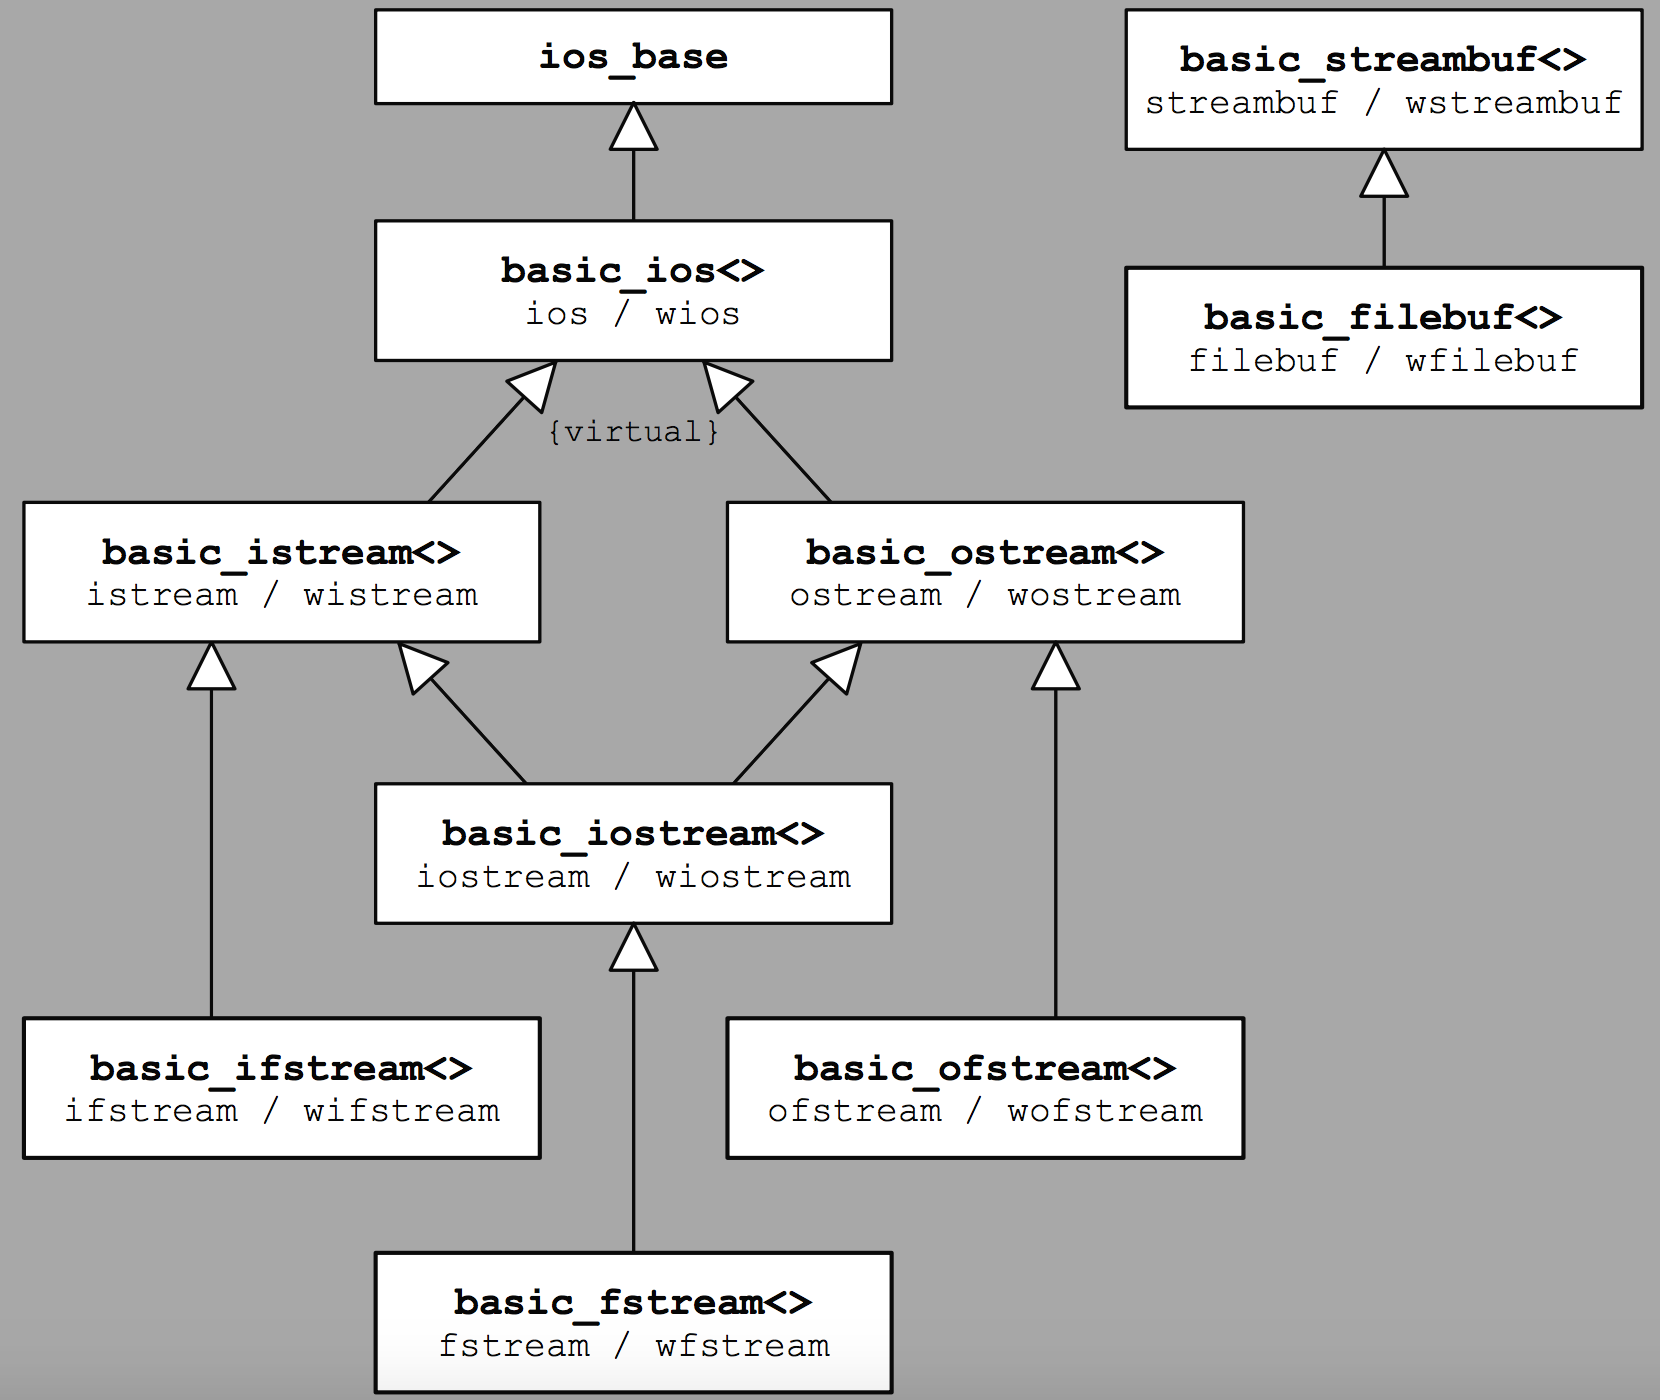 ios_base
basic_streambuf<>
streambuf / wstreambuf
basic_ios<>
ios / wios
basic_filebuf<>
filebuf / wfilebuf
{virtual}
basic_istream<>
istream / wistream
basic_ostream<>
ostream / wostream
basic_iostream<>
iostream / wiostream
basic_ifstream<>
ifstream / wifstream
basic_ofstream<>
ofstream / wofstream
basic_fstream<>
fstream / wfstream